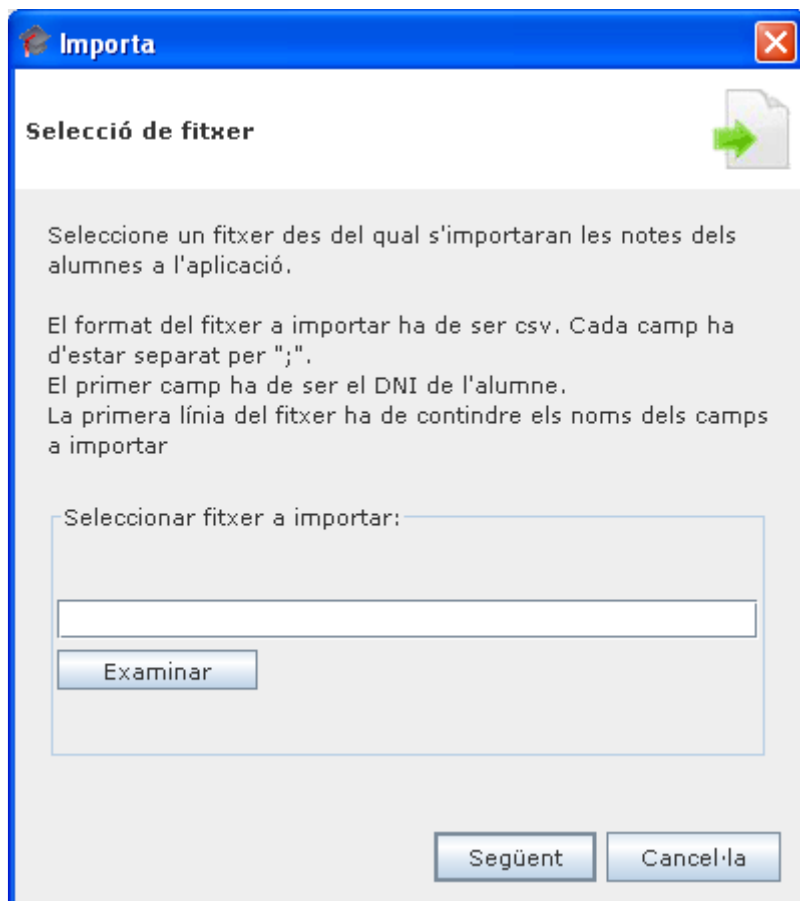 Importa
Selecció de fitxer
Seleccione un fitxer des del qual s'importaran les notes dels
alumnes a l'aplicació.
El format del fitxer a importar ha de ser csv. Cada camp ha
d'estar separat per ";".
El primer camp ha de ser el DNI de l'alumne.
La primera línia del fitxer ha de contindre els noms dels camps
a importar
Seleccionar fitxer a importar:
Examinar
Següent
Cancel·la